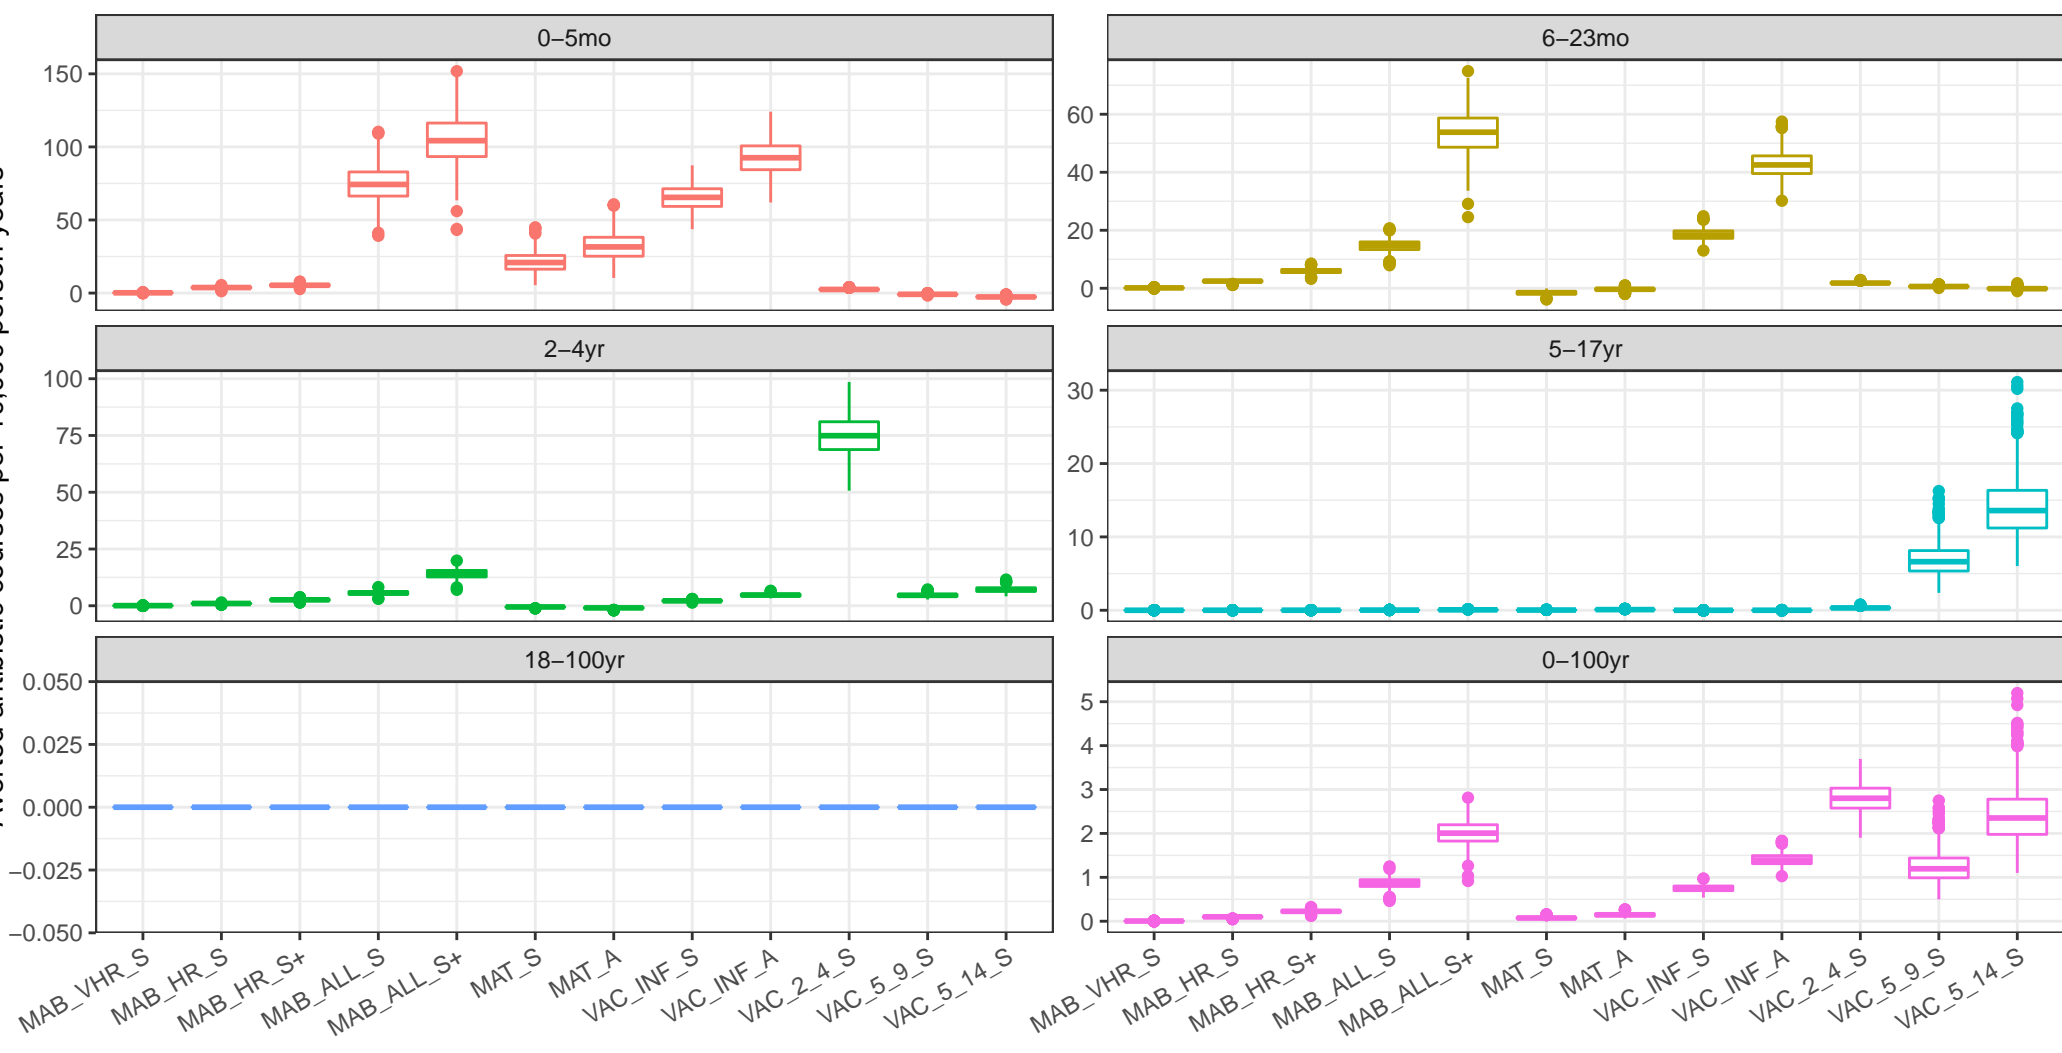 0–5mo
6–23mo
150
100
50
0
60
40
20
0
2–4yr
5–17yr
100
75
50
25
0
30
20
10
0
18–100yr
0–100yr
0.050
0.025
0.000
−0.025
−0.050
5
4
3
2
1
0
MAB_VHR_S
MAB_HR_S
MAB_HR_S+
MAB_ALL_S
MAB_ALL_S+
MAT_S
MAT_A
VAC_INF_S
VAC_INF_A
VAC_2_4_S
VAC_5_9_S
VAC_5_14_S
MAB_VHR_S
MAB_HR_S
MAB_HR_S+
MAB_ALL_S
MAB_ALL_S+
MAT_S
MAT_A
VAC_INF_S
VAC_INF_A
VAC_2_4_S
VAC_5_9_S
VAC_5_14_S